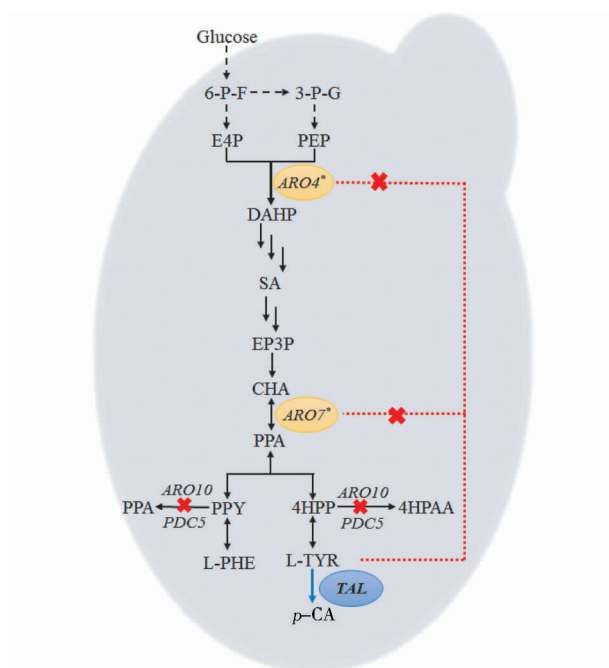 Glucose
6-P-F 3-P-G
E4P PEP
ARO4*
DAHP
SA
EP3P
CHA
ARO7*
PPA
ARO10 ARO10
PPA PPY 4HPP 4HPAA
PDC5 PDC5
L-PHE L-TYR
TAL
p-CA